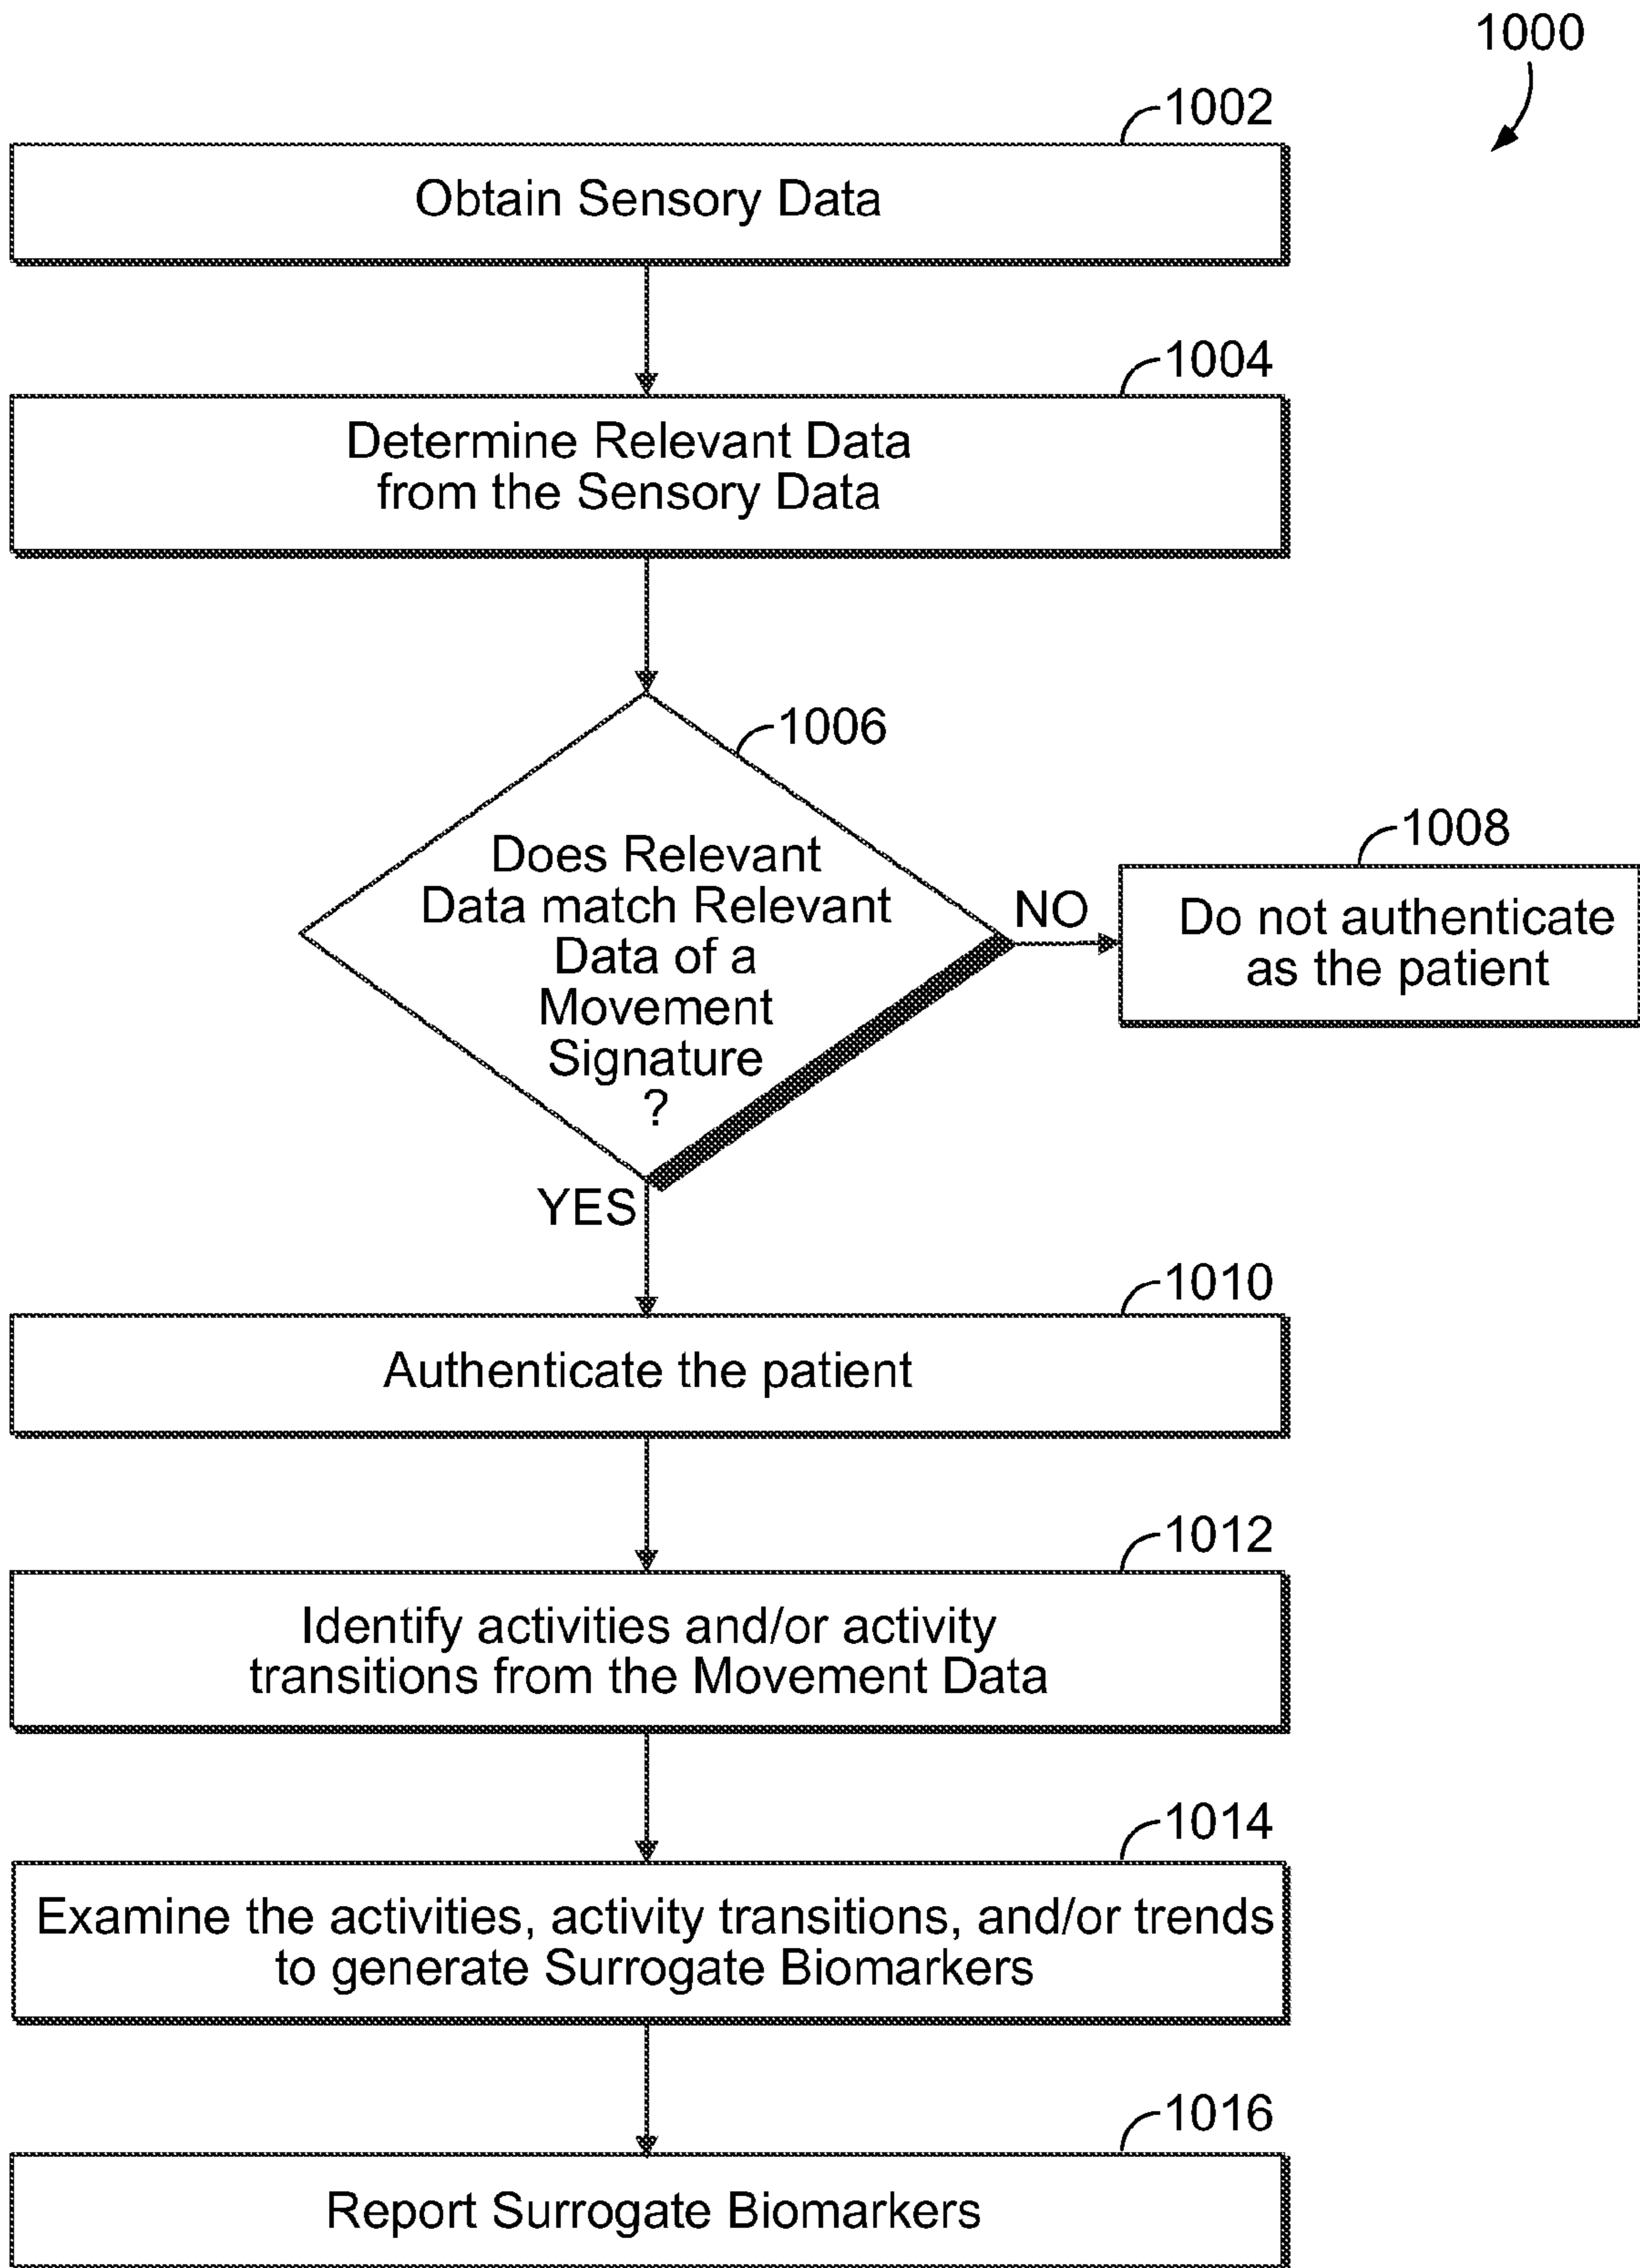 1000
1002
Obtain Sensory Data
1004
Determine Relevant Data
from the Sensory Data
1006
Does Relevant
Data match Relevant
Data of a
Movement
Signature
?
NO
1008
Do not authenticate
as the patient
YES
1010
Authenticate the patient
1012
Identify activities and/or activity
transitions from the Movement Data
1014
Examine the activities, activity transitions, and/or trends
to generate Surrogate Biomarkers
1016
Report Surrogate Biomarkers